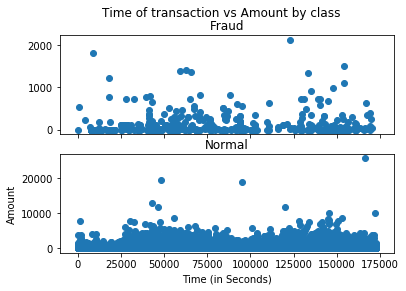 Time of transaction vs Amount by class
Fraud
2000
1000
0
Normal
20000
10000
0
Amount
0 25000 50000 75000 100000 125000 150000 175000
Time (in Seconds)